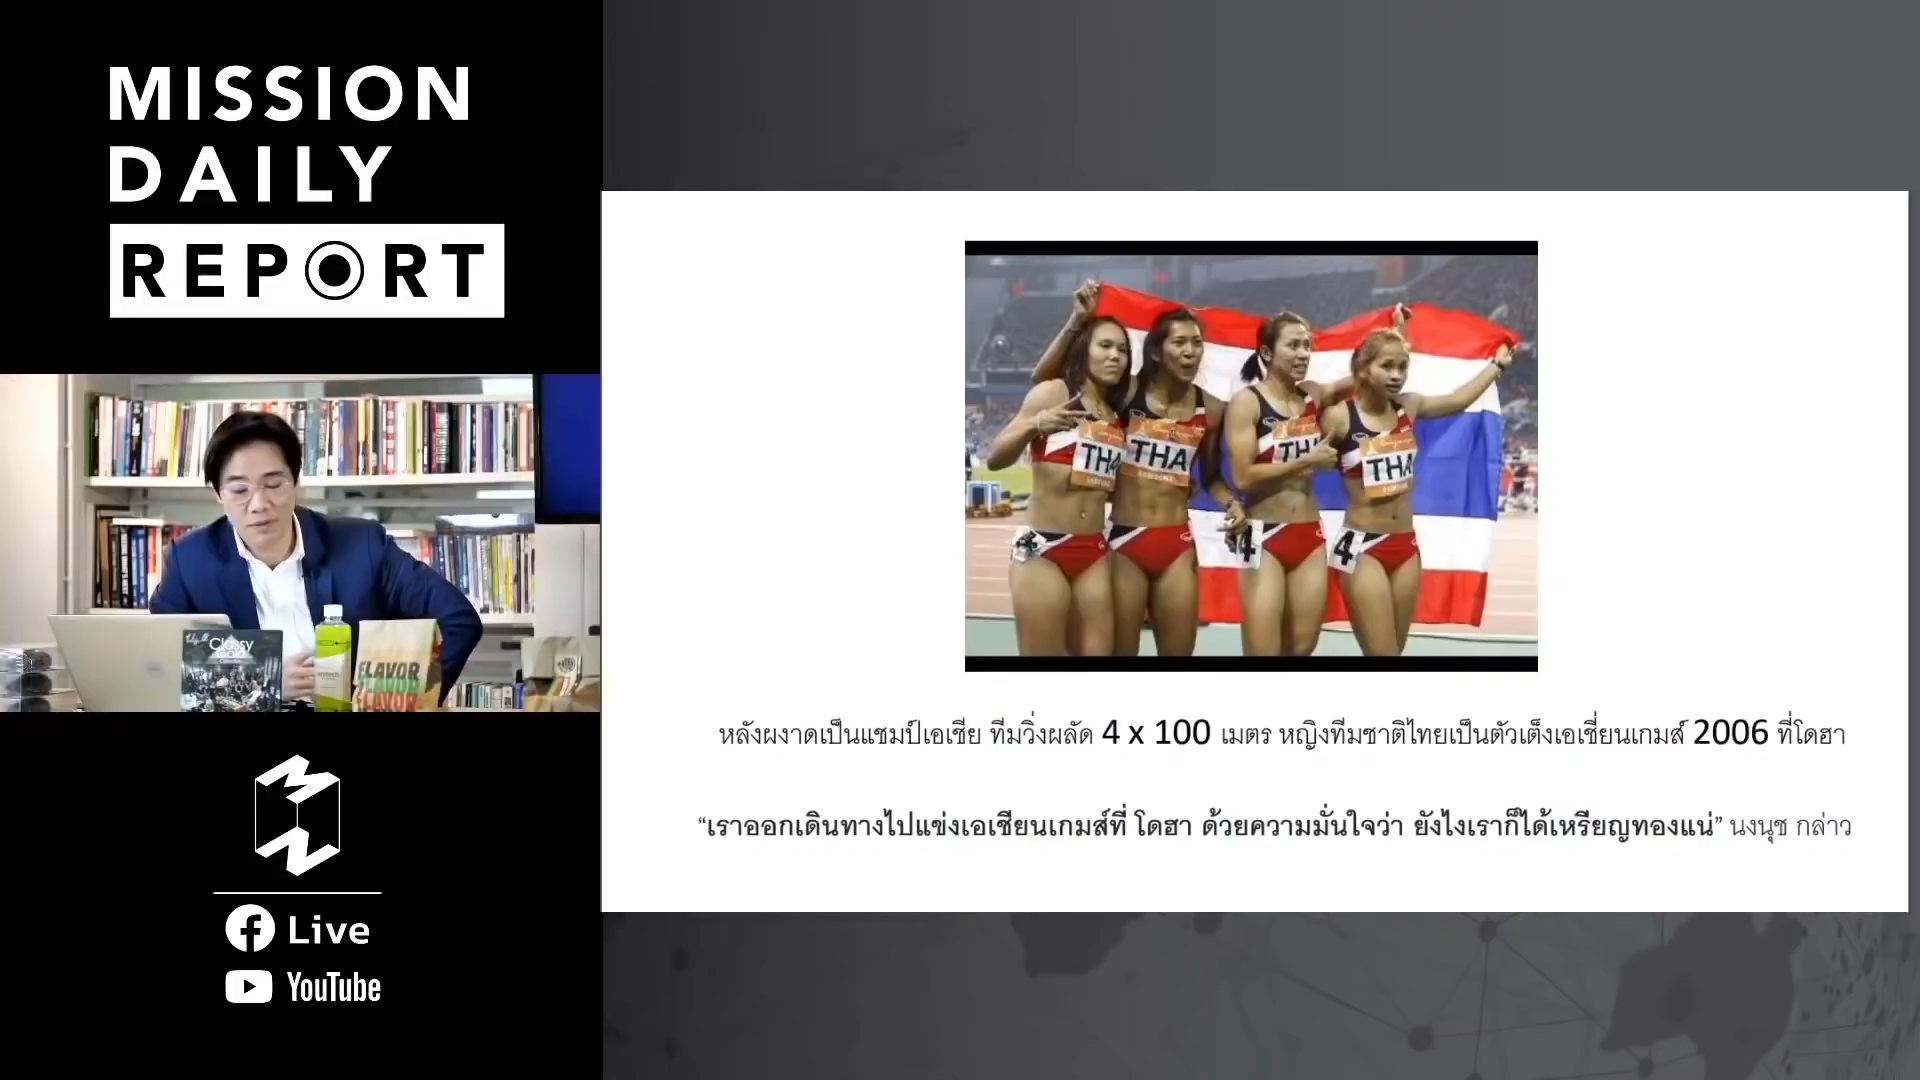 MISSION
DAILY
REPORT
Classy
Gold
FLAVOR
FLAVOR
FLAVOR
Live
YouTube
THA
THA
THA
4
4
หลังผงาดเป็นแชมป์เอเชีย ทีมวิ่งผลัด 4 x 100 เมตร หญิงทีมชาติไทยเป็นตัวเต็งเอเชี่ยนเกมส์ 2006 ที่โดฮา
“เราออกเดินทางไปแข่งเอเชียนเกมส์ที่ โดฮา ด้วยความมั่นใจว่า ยังไงเราก็ได้เหรียญทองแน่” นงนุช กล่าว